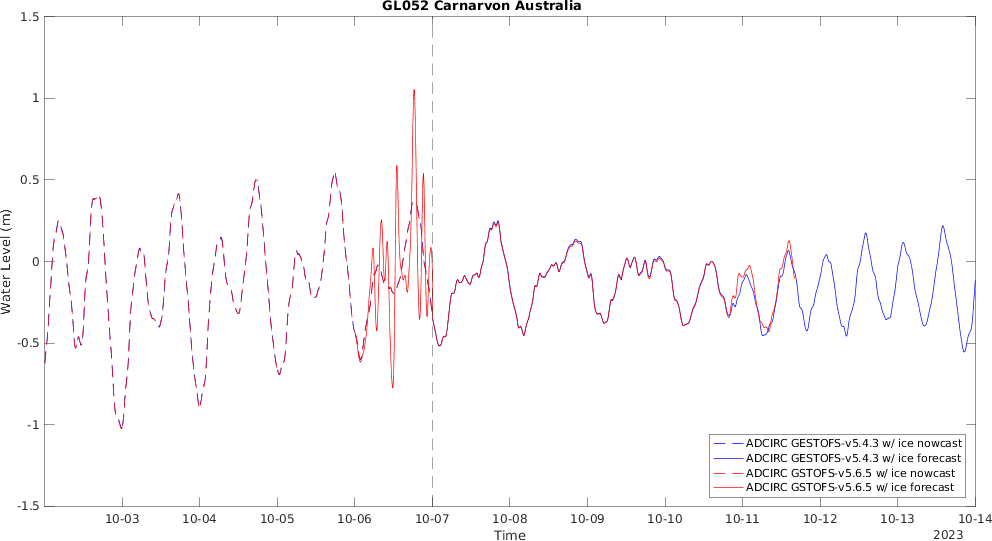 GL052 Carnarvon Australia
1.5
1
0.5
0
-0.5
-1
-1.5
Water Level (m)
10-03 10-04 10-05 10-06 10-07 10-08 10-09 10-10 10-11 10-12 10-13 10-14
Time
2023
ADCIRC GESTOFS-v5.4.3 w/ ice nowcast
ADCIRC GESTOFS-v5.4.3 w/ ice forecast
ADCIRC GSTOFS-v5.6.5 w/ ice nowcast
ADCIRC GSTOFS-v5.6.5 w/ ice forecast